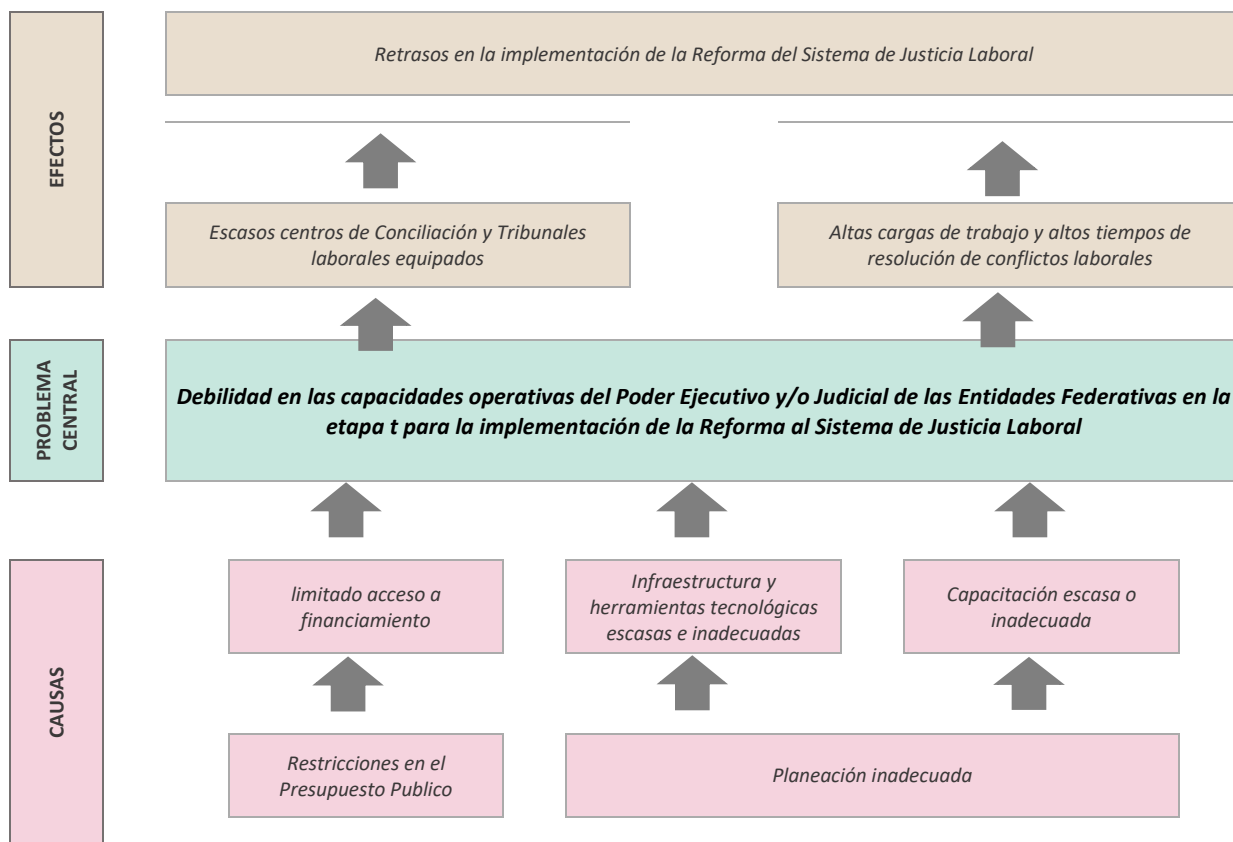 EFECTOS
Retrasos en la implementación de la Reforma del Sistema de Justicia Laboral
Escasos centros de Conciliación y Tribunales
laborales equipados
Altas cargas de trabajo y altos tiempos de
resolución de conflictos laborales
PROBLEMA
CENTRAL
Debilidad en las capacidades operativas del Poder Ejecutivo y/o Judicial de las Entidades Federativas en la
etapa t para la implementación de la Reforma al Sistema de Justicia Laboral
CAUSAS
limitado acceso a
financiamiento
Infraestructura y
herramientas tecnológicas
escasas e inadecuadas
Capacitación escasa o
inadecuada
Restricciones en el
Presupuesto Publico
Planeación inadecuada